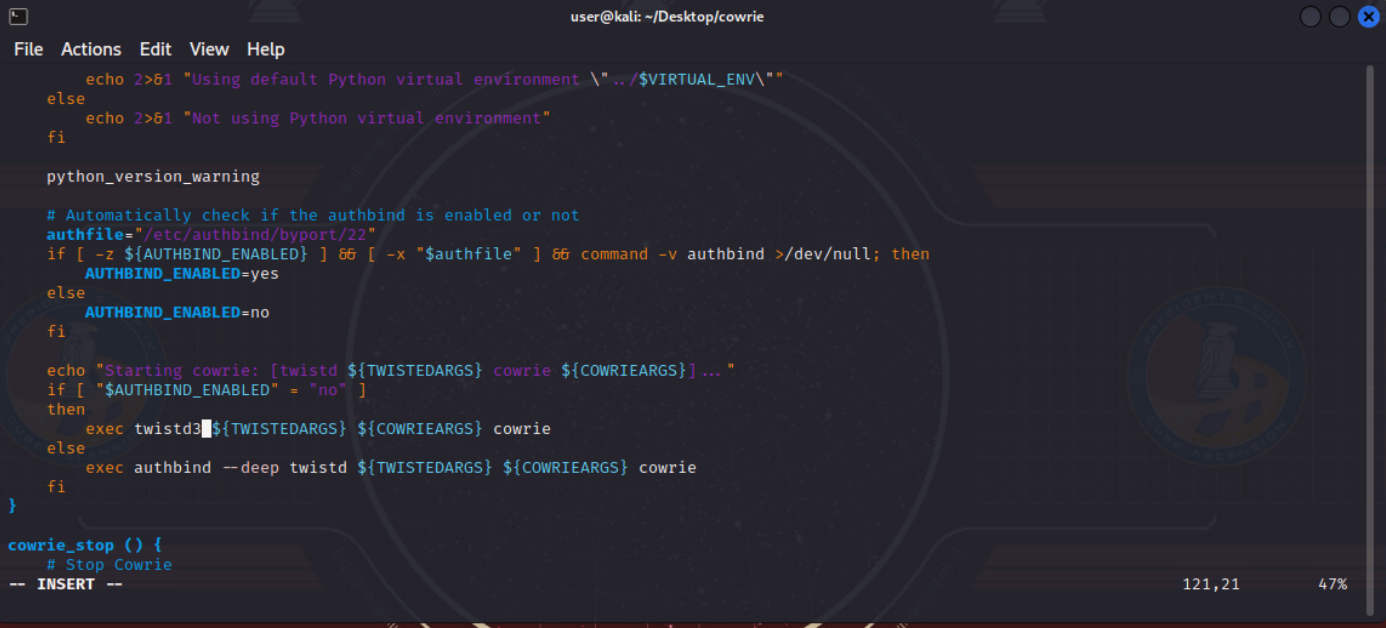 user@kali: ~/Desktop/cowrie
File Actions Edit View Help
        echo 2>&1 "Using default Python virtual environment \"../$VIRTUAL_ENV\""
    else
        echo 2>&1 "Not using Python virtual environment"
    fi
    python_version_warning
    # Automatically check if the authbind is enabled or not
    authfile="/etc/authbind/byport/22"
    if [ -z ${AUTHBIND_ENABLED} ] && [ -x "$authfile" ] && command -v authbind >/dev/null; then
        AUTHBIND_ENABLED=yes
    else
        AUTHBIND_ENABLED=no
    fi
    echo "Starting cowrie: [twistd ${TWISTEDARGS} cowrie ${COWRIEARGS}]..."
    if [ "$AUTHBIND_ENABLED" = "no" ]
    then
        exec twistd3 ${TWISTEDARGS} ${COWRIEARGS} cowrie
    else
        exec authbind --deep twistd ${TWISTEDARGS} ${COWRIEARGS} cowrie
    fi
}
cowrie_stop () {
    # Stop Cowrie
-- INSERT -- 121,21 47%